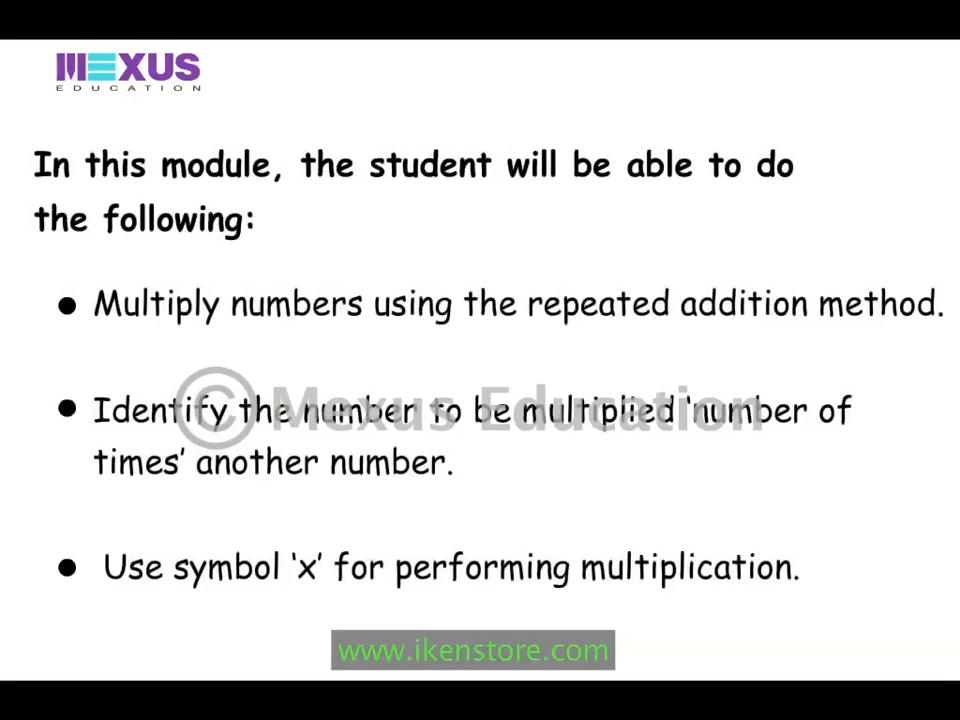 MEXUS
EDUCATION
In this module, the student will be able to do
the following:
● Multiply numbers using the repeated addition method.
● Identify the number to be multiplied ‘number of
times’ another number.
● Use symbol ‘x’ for performing multiplication.
© Mexus Education
www.ikenstore.com